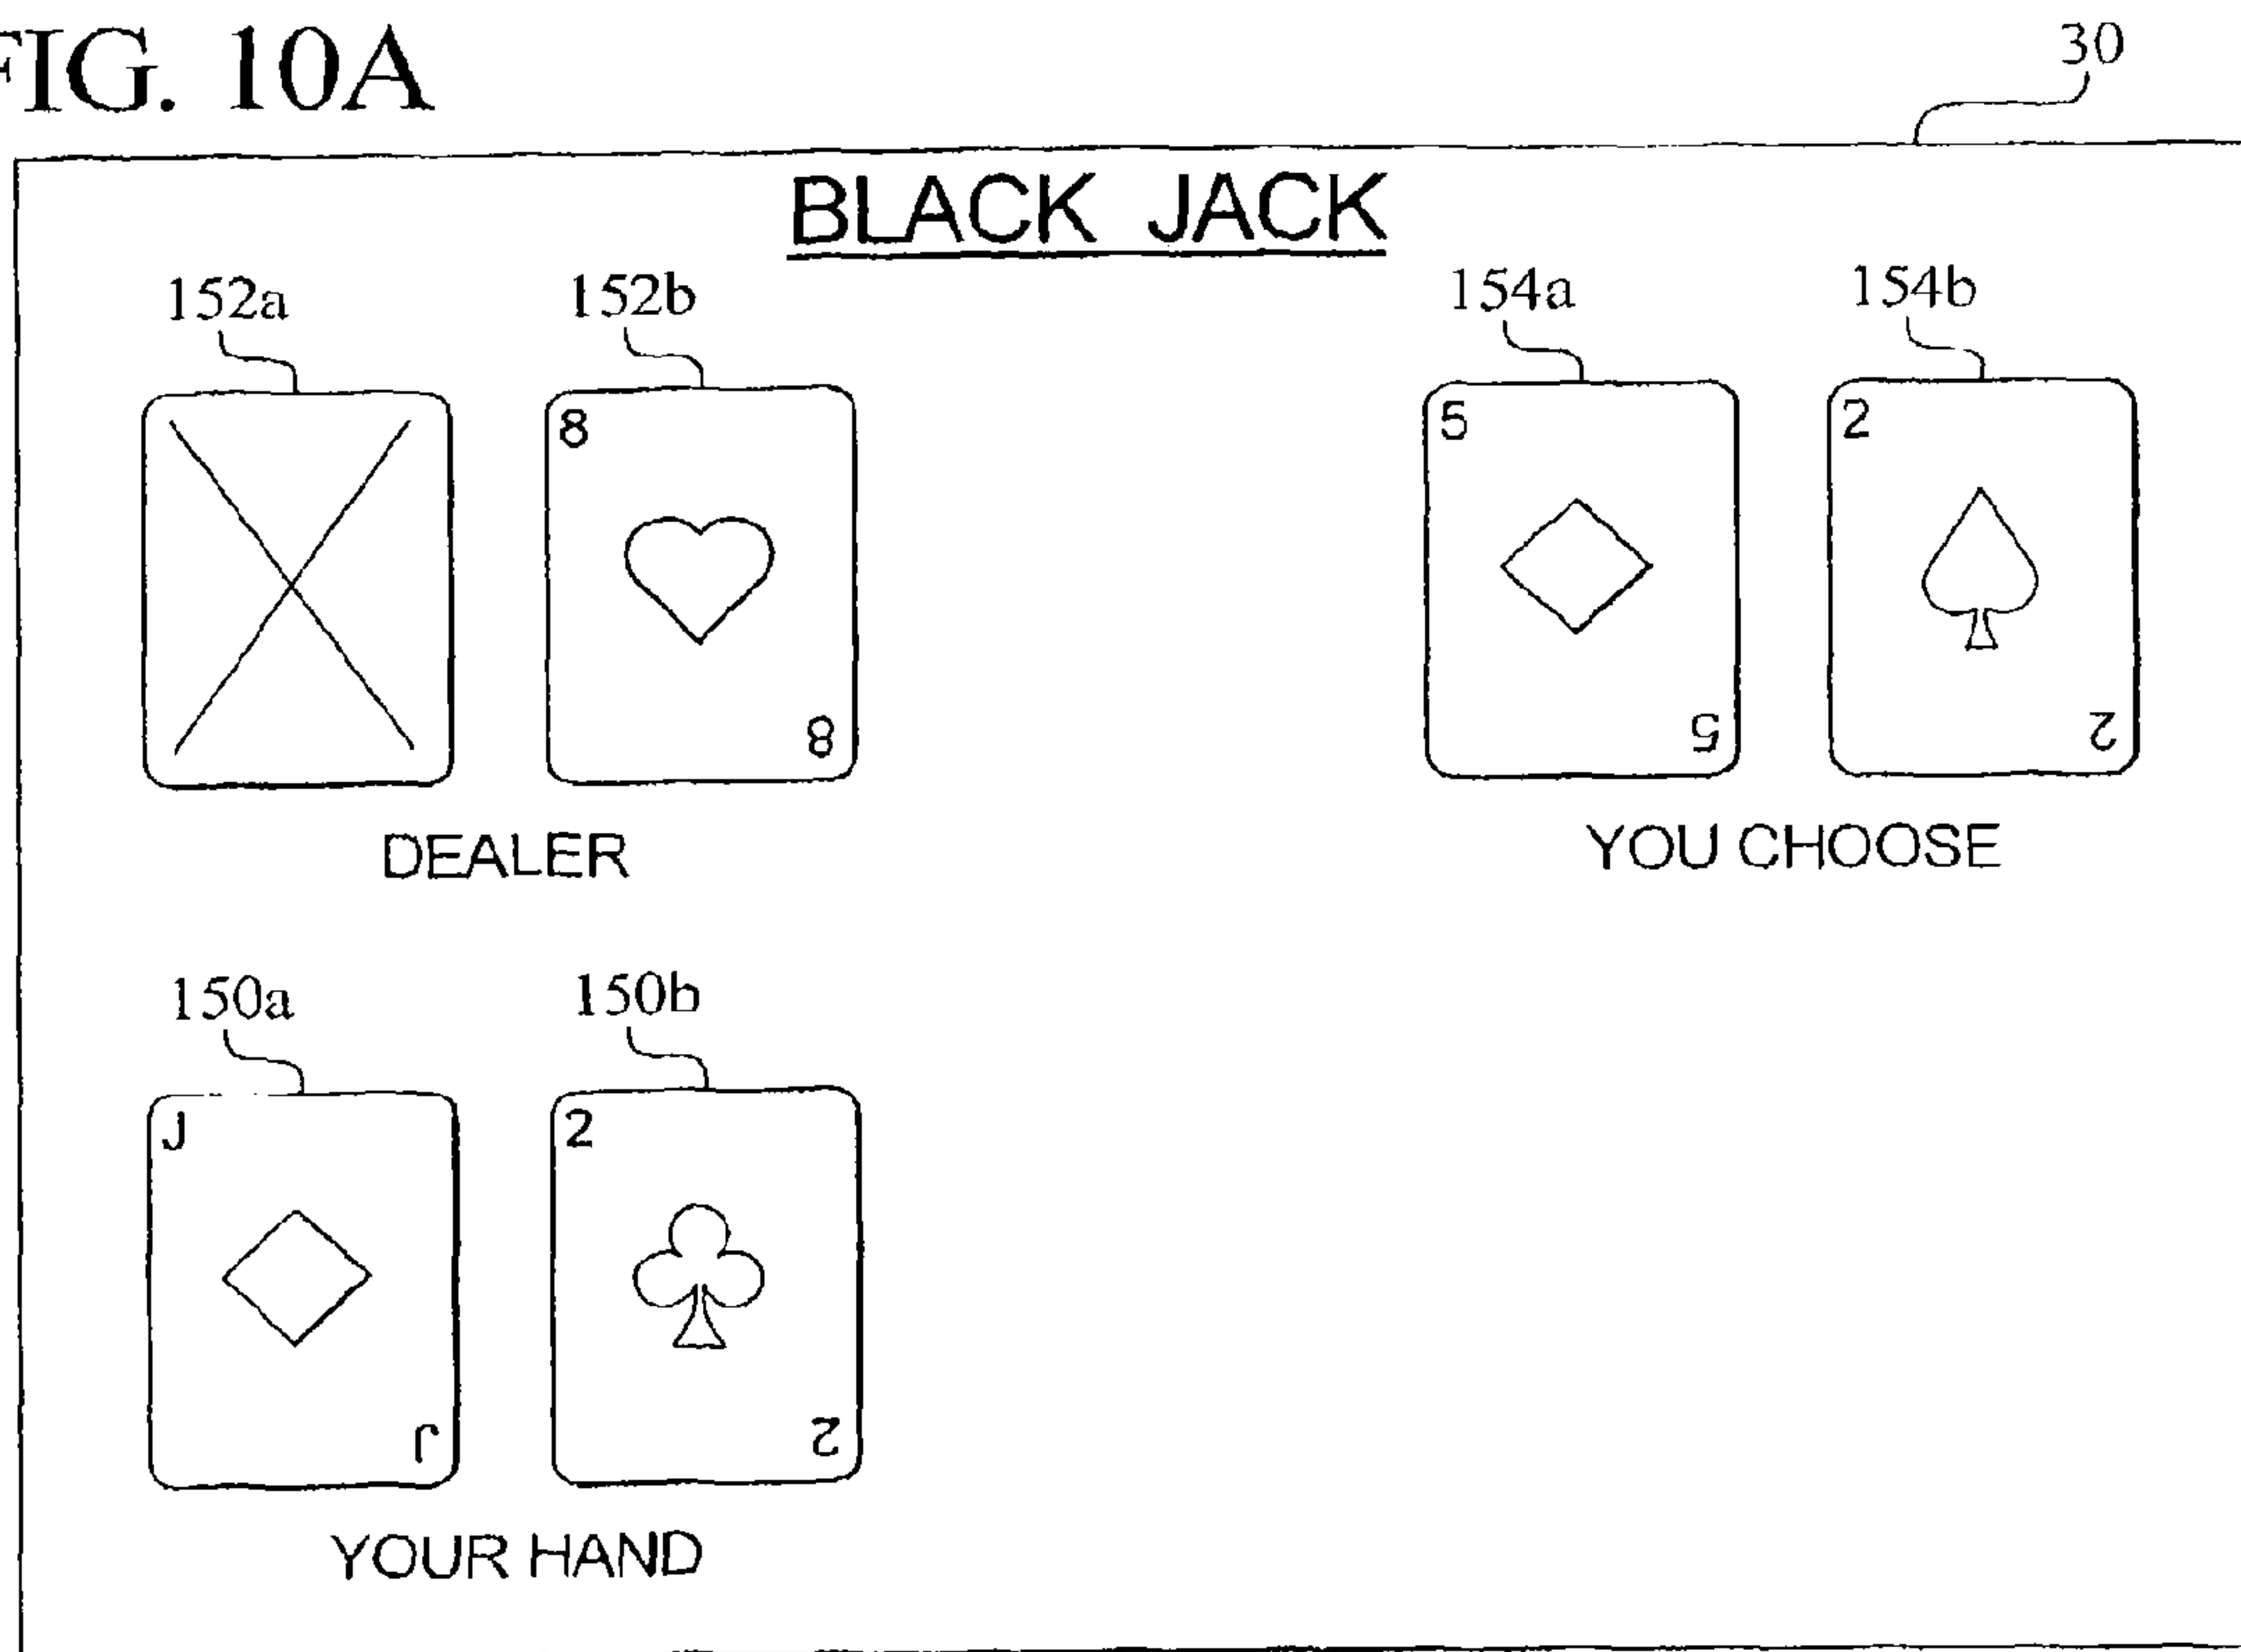 FIG. 10A
30
BLACK JACK
152a 152b 154a 154b
8 5 2
8 5 2
DEALER YOU CHOOSE
150a 150b
J 2
J 2
YOUR HAND